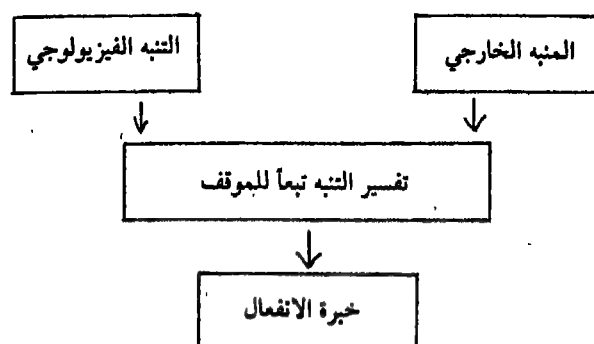 المنبه الخارجي
التنبه الفيزيولوجي
تفسير التنبه تبعاً للموقف
خبرة الانفعال